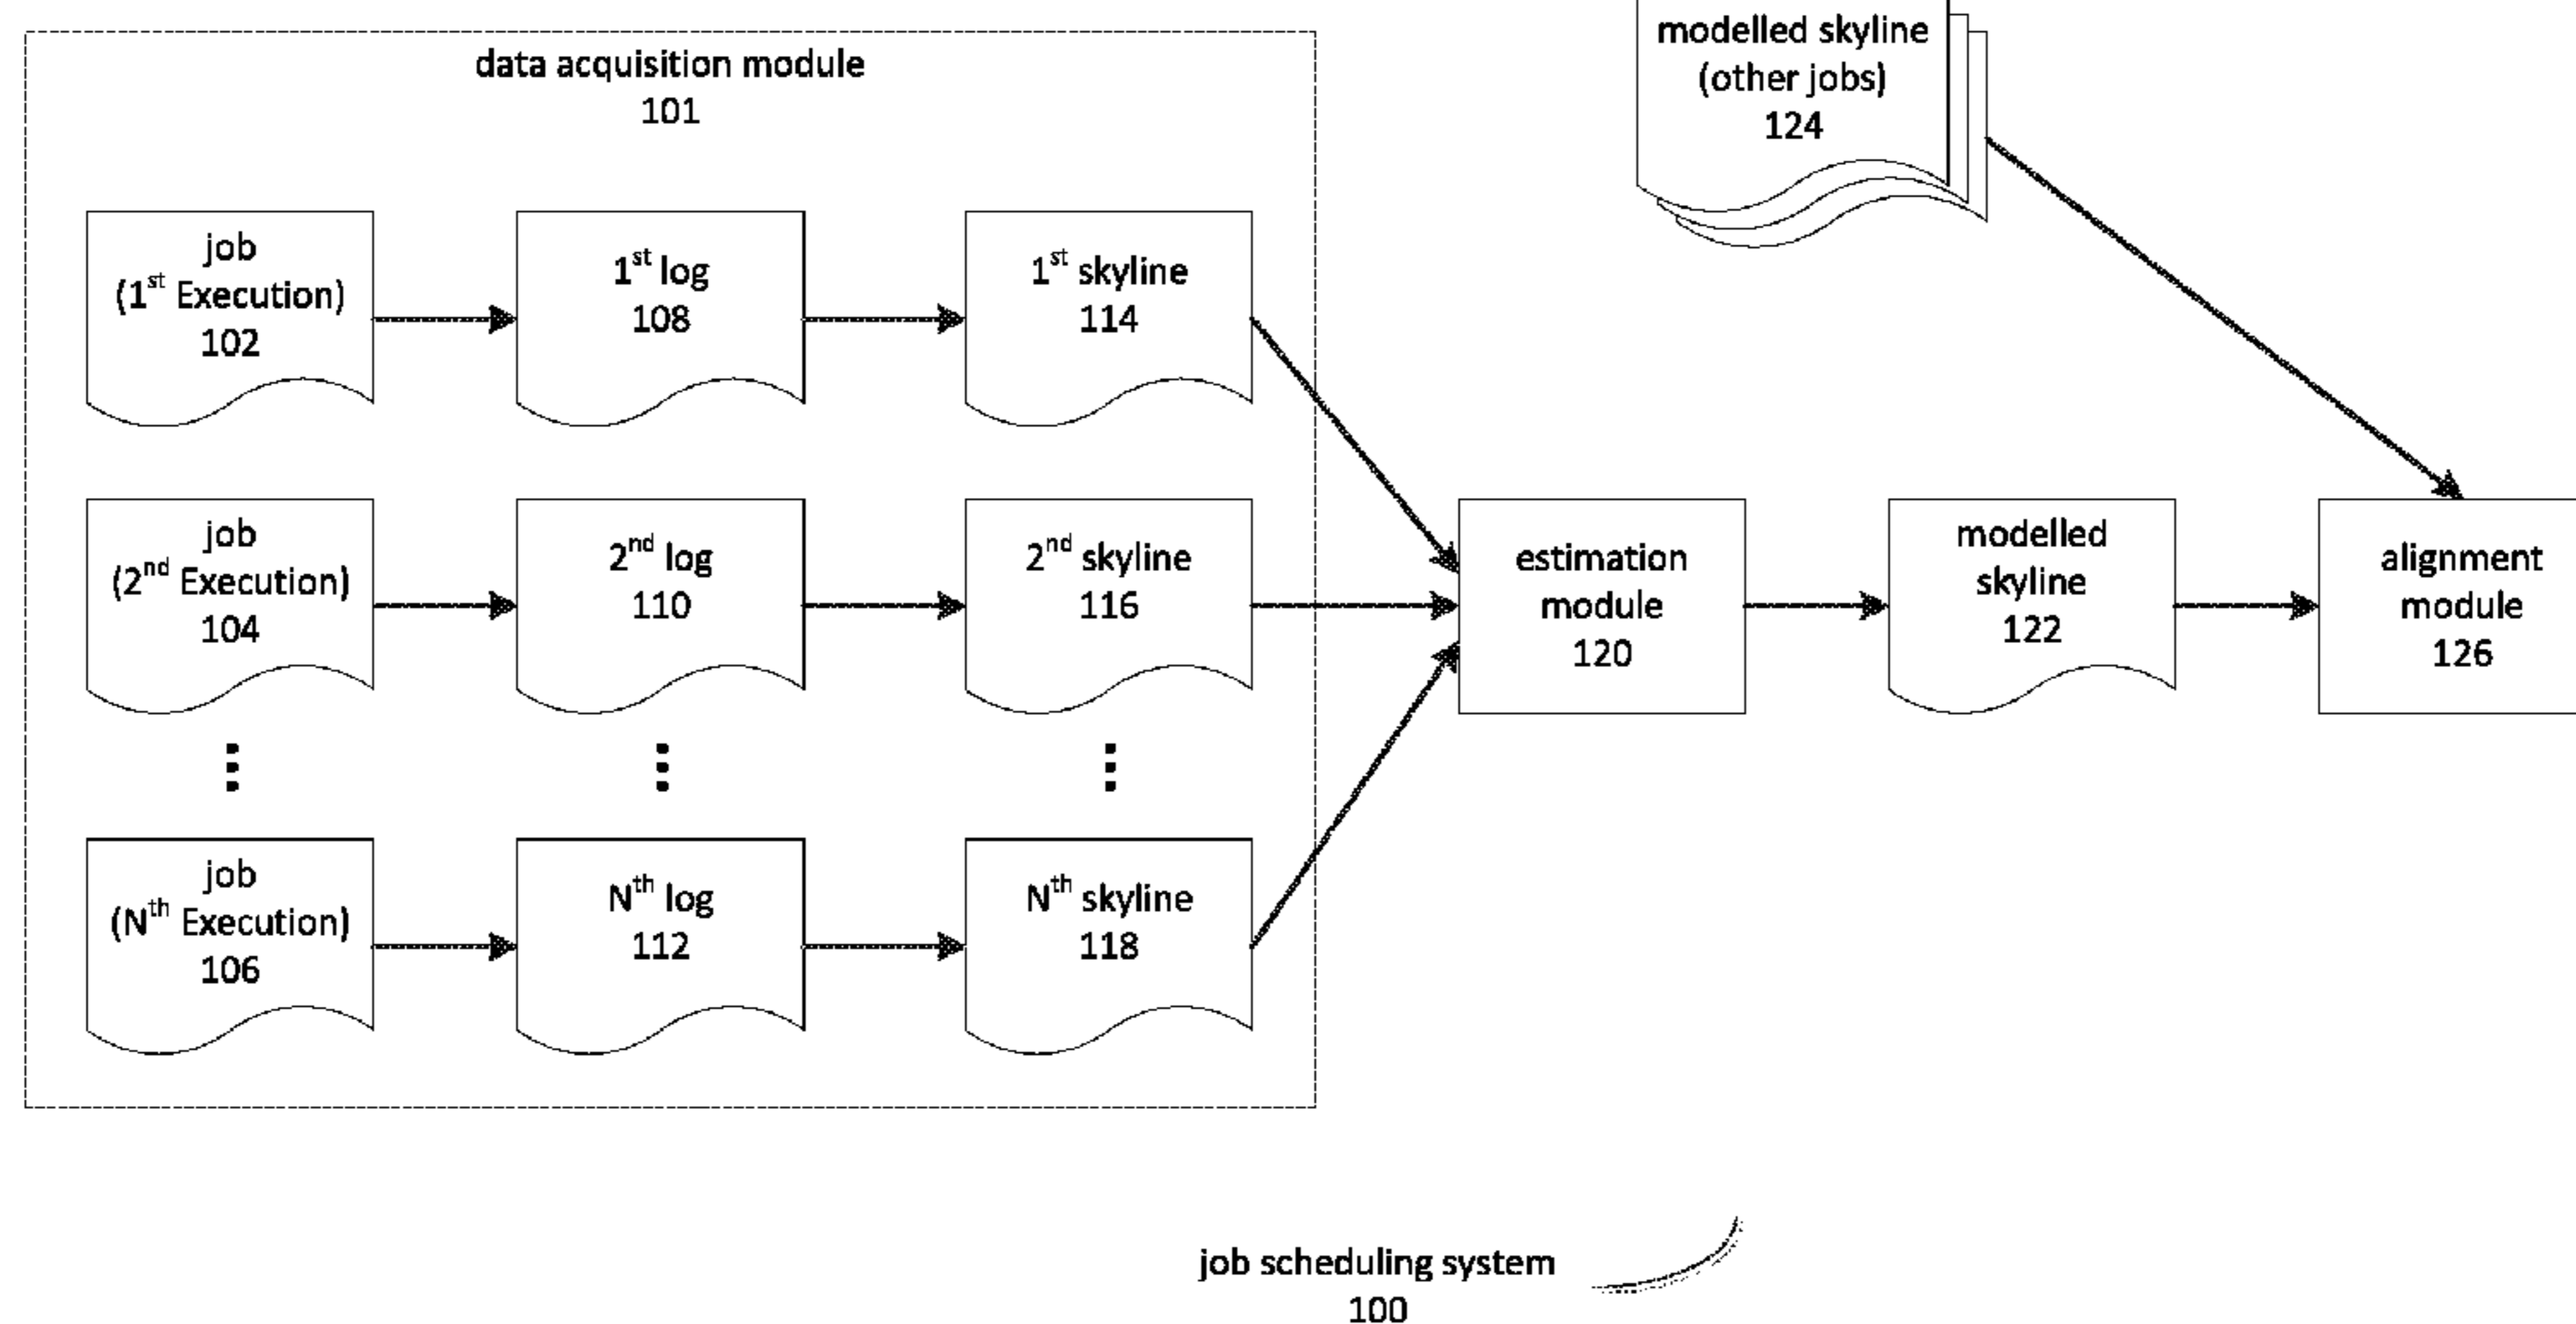 data acquisition module
101
modelled skyline
(other jobs)
124
job
(1st Execution)
102
1st log
108
1st skyline
114
job
(2nd Execution)
104
2nd log
110
2nd skyline
116
estimation
module
120
modelled
skyline
122
alignment
module
126
job
(Nth Execution)
106
Nth log
112
Nth skyline
118
job scheduling system
100